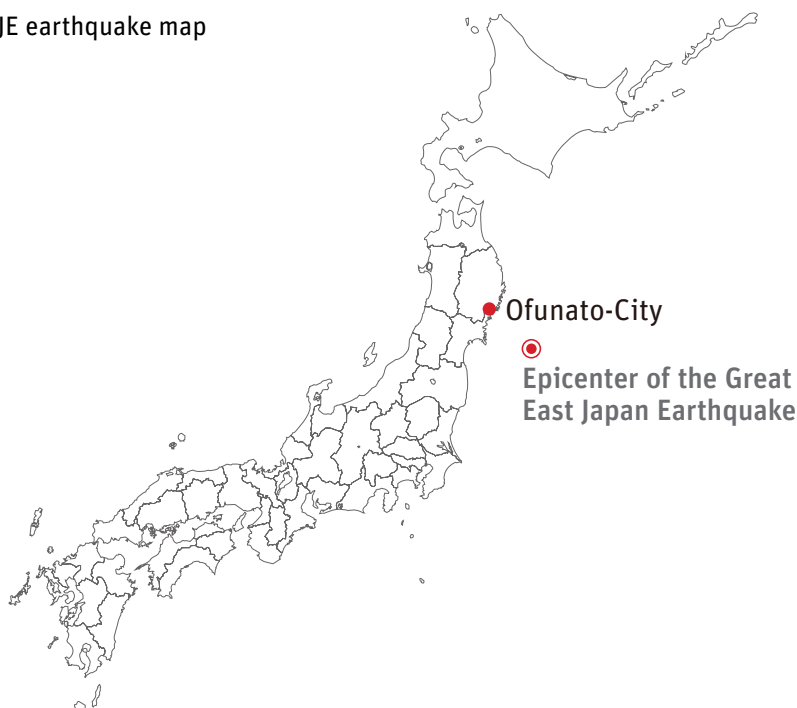 JE earthquake map
Ofunato-City
Epicenter of the Great
East Japan Earthquake